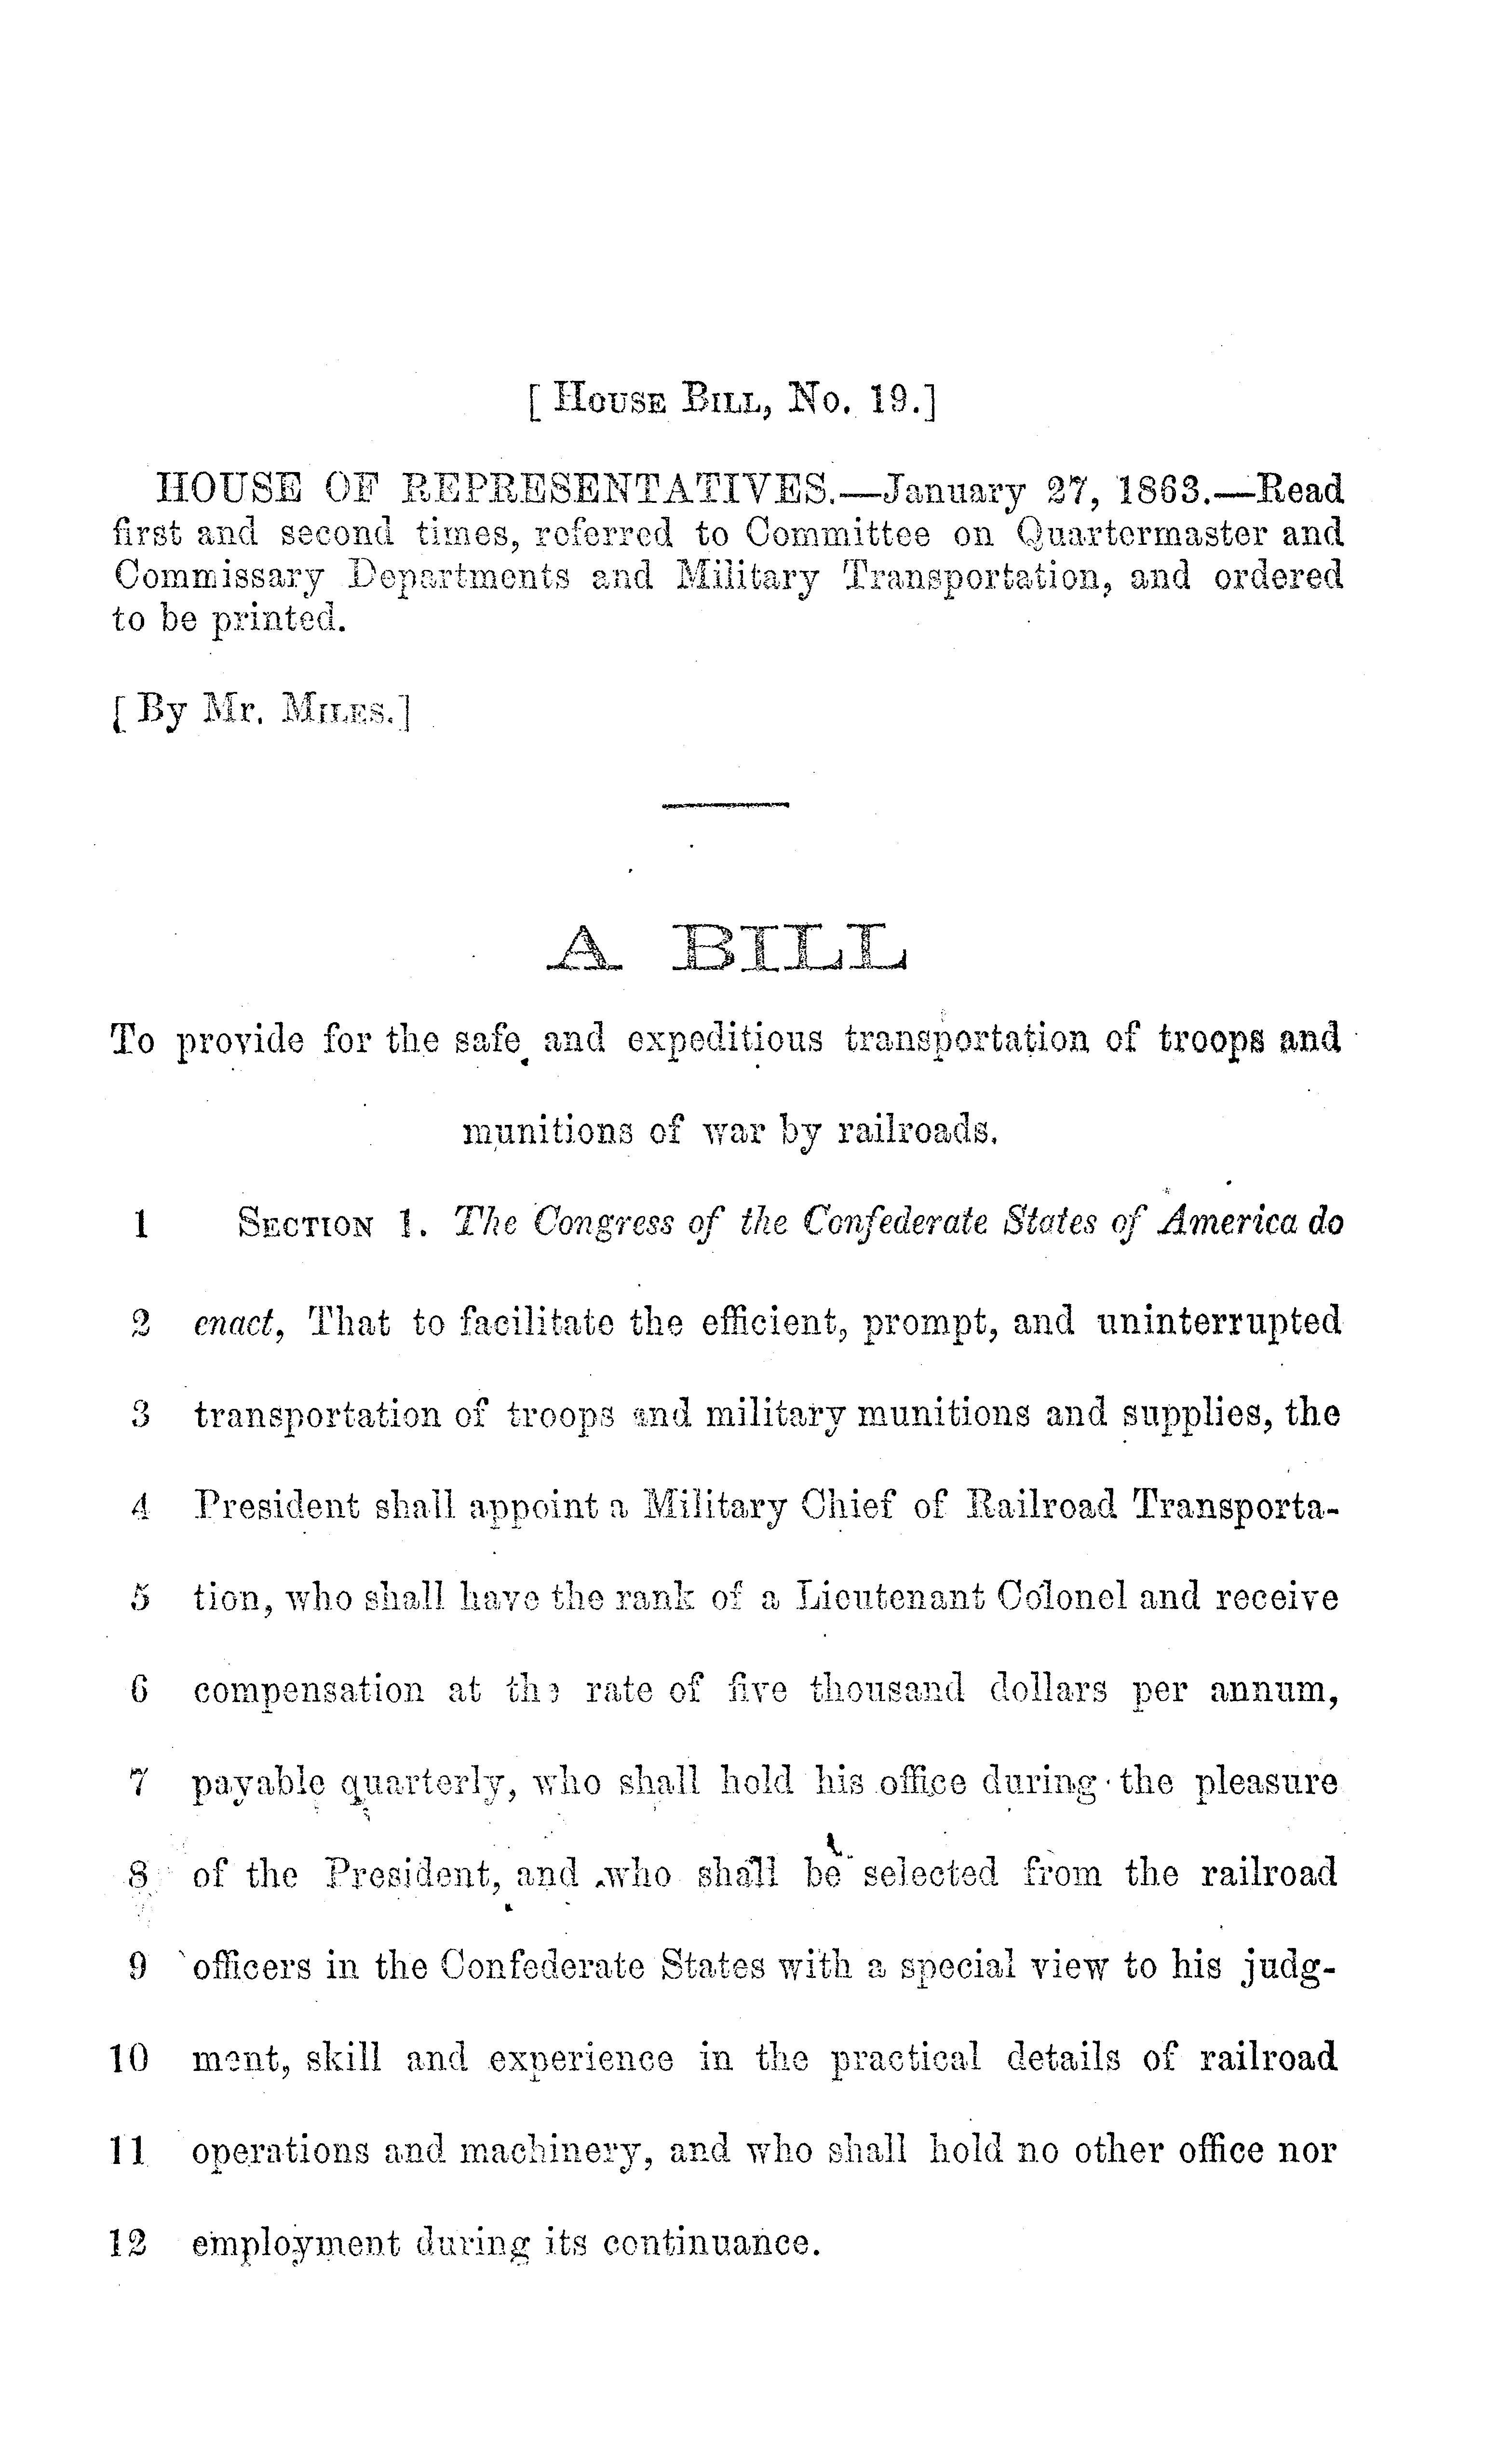 [ House Bill, No. 19.]
HOUSE OF REPRESENTATIVES.—January 27, 1863.—Read
first and second times, referred to Committee on Quartermaster and
Commissary Departments and Military Transportation, and ordered
to be printed.
[ By Mr. Miles.]
A BILL
To provide for the safe and expeditious transportation of troops and
munitions of war by railroads.
1 Section 1. The Congress of the Confederate States of America do
2 enact, That to facilitate the efficient, prompt, and uninterrupted
3 transportation of troops and military munitions and supplies, the
4 President shall appoint a Military Chief of Railroad Transporta-
5 tion, who shall have the rank of a Lieutenant Colonel and receive
6 compensation at the rate of five thousand dollars per annum,
7 payable quarterly, who shall hold his office during the pleasure
8 of the President, and who shall be selected from the railroad
9 officers in the Confederate States with a special view to his judg-
10 ment, skill and experience in the practical details of railroad
11 operations and machinery, and who shall hold no other office nor
12 employment during its continuance.